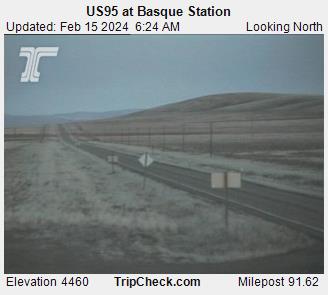 US95 at Basque Station
Updated: Feb 15 2024 6:24 AM Looking North
Elevation 4460 TripCheck.com Milepost 91.62